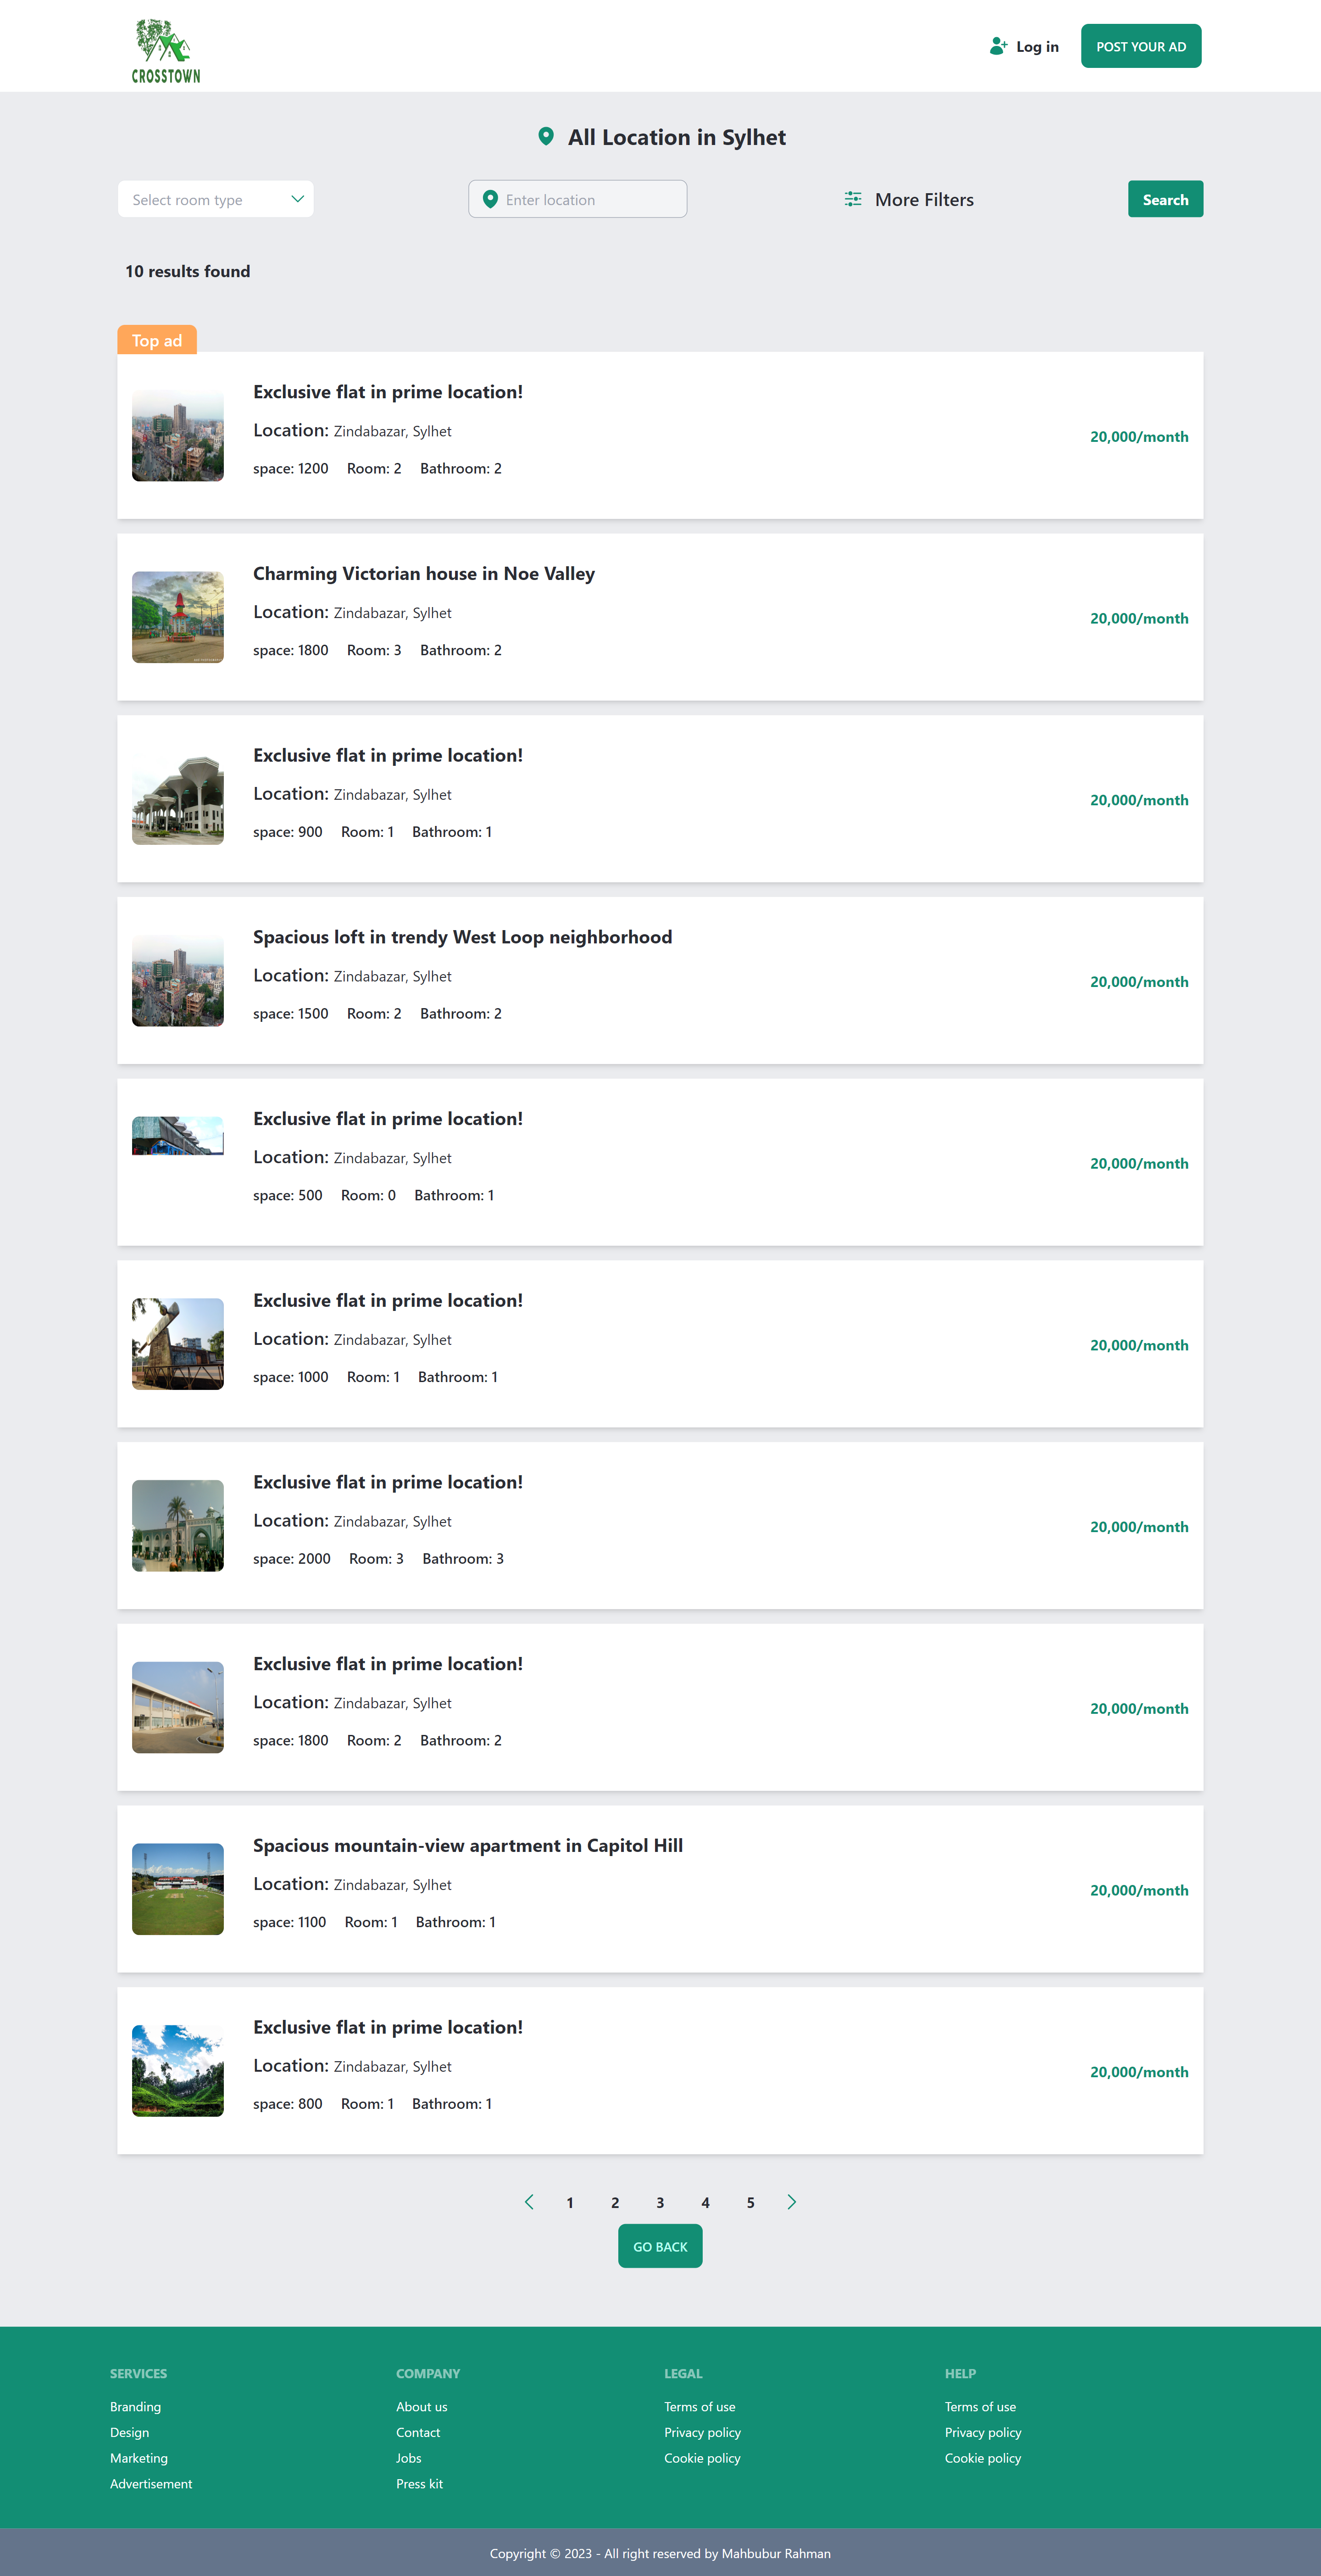 CROSSTOWN
Log in
POST YOUR AD
All Location in Sylhet
Select room type
Enter location
More Filters
Search
10 results found
Top ad
Exclusive flat in prime location!
Location: Zindabazar, Sylhet
20,000/month
space: 1200 Room: 2 Bathroom: 2
Charming Victorian house in Noe Valley
Location: Zindabazar, Sylhet
20,000/month
space: 1800 Room: 3 Bathroom: 2
Exclusive flat in prime location!
Location: Zindabazar, Sylhet
20,000/month
space: 900 Room: 1 Bathroom: 1
Spacious loft in trendy West Loop neighborhood
Location: Zindabazar, Sylhet
20,000/month
space: 1500 Room: 2 Bathroom: 2
Exclusive flat in prime location!
Location: Zindabazar, Sylhet
20,000/month
space: 500 Room: 0 Bathroom: 1
Exclusive flat in prime location!
Location: Zindabazar, Sylhet
20,000/month
space: 1000 Room: 1 Bathroom: 1
Exclusive flat in prime location!
Location: Zindabazar, Sylhet
20,000/month
space: 2000 Room: 3 Bathroom: 3
Exclusive flat in prime location!
Location: Zindabazar, Sylhet
20,000/month
space: 1800 Room: 2 Bathroom: 2
Spacious mountain-view apartment in Capitol Hill
Location: Zindabazar, Sylhet
20,000/month
space: 1100 Room: 1 Bathroom: 1
Exclusive flat in prime location!
Location: Zindabazar, Sylhet
20,000/month
space: 800 Room: 1 Bathroom: 1
1 2 3 4 5
GO BACK
SERVICES
Branding
Design
Marketing
Advertisement
COMPANY
About us
Contact
Jobs
Press kit
LEGAL
Terms of use
Privacy policy
Cookie policy
HELP
Terms of use
Privacy policy
Cookie policy
Copyright © 2023 - All right reserved by Mahbubur Rahman